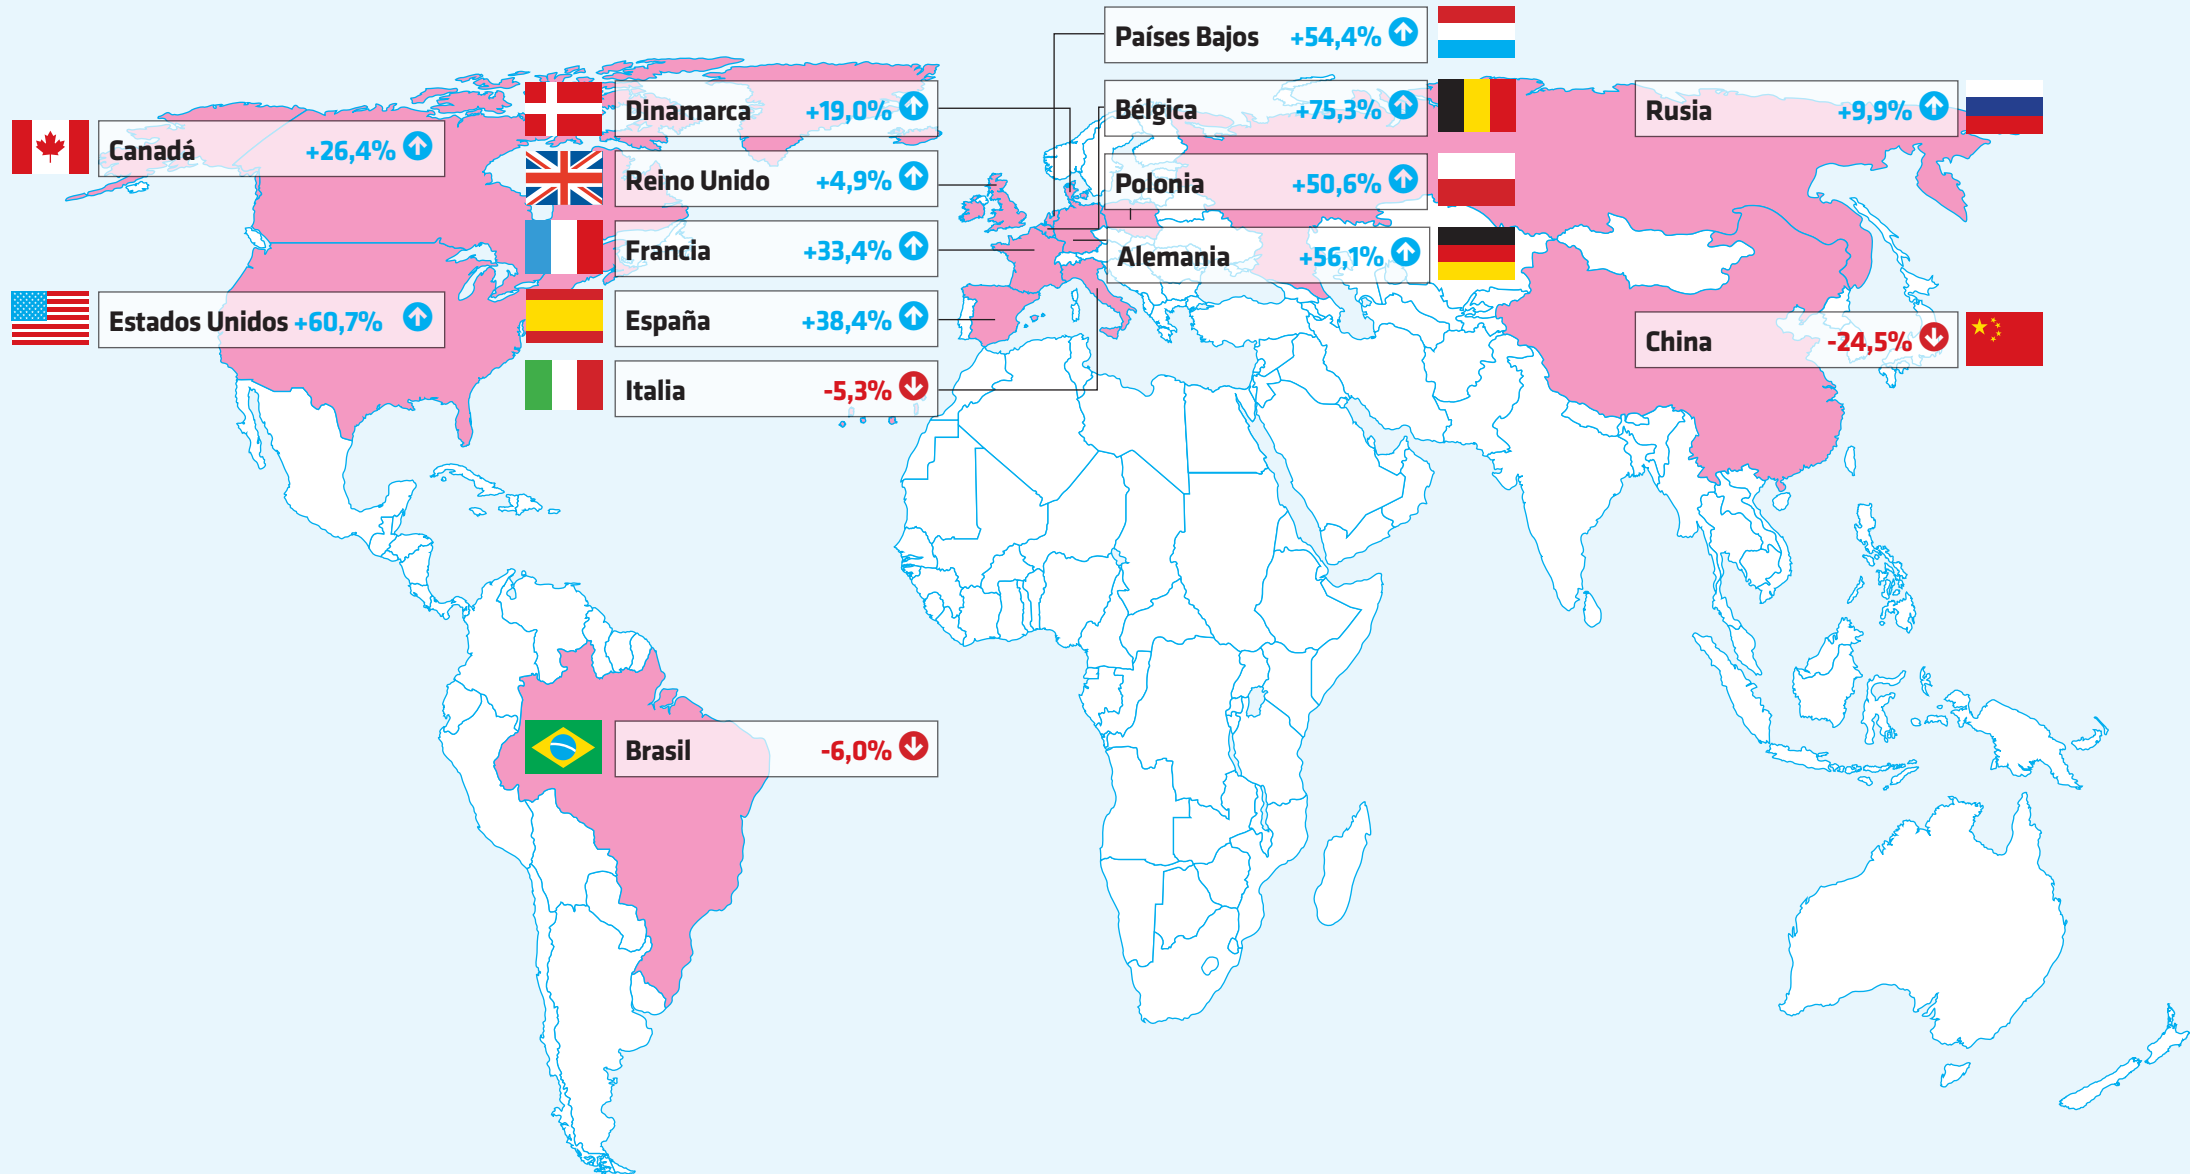 Países Bajos +54,4%
Dinamarca +19,0%
Bélgica +75,3%
Rusia +9,9%
Canadá +26,4%
Reino Unido +4,9%
Polonia +50,6%
Francia +33,4%
Alemania +56,1%
Estados Unidos +60,7%
España +38,4%
China -24,5%
Italia -5,3%
Brasil -6,0%